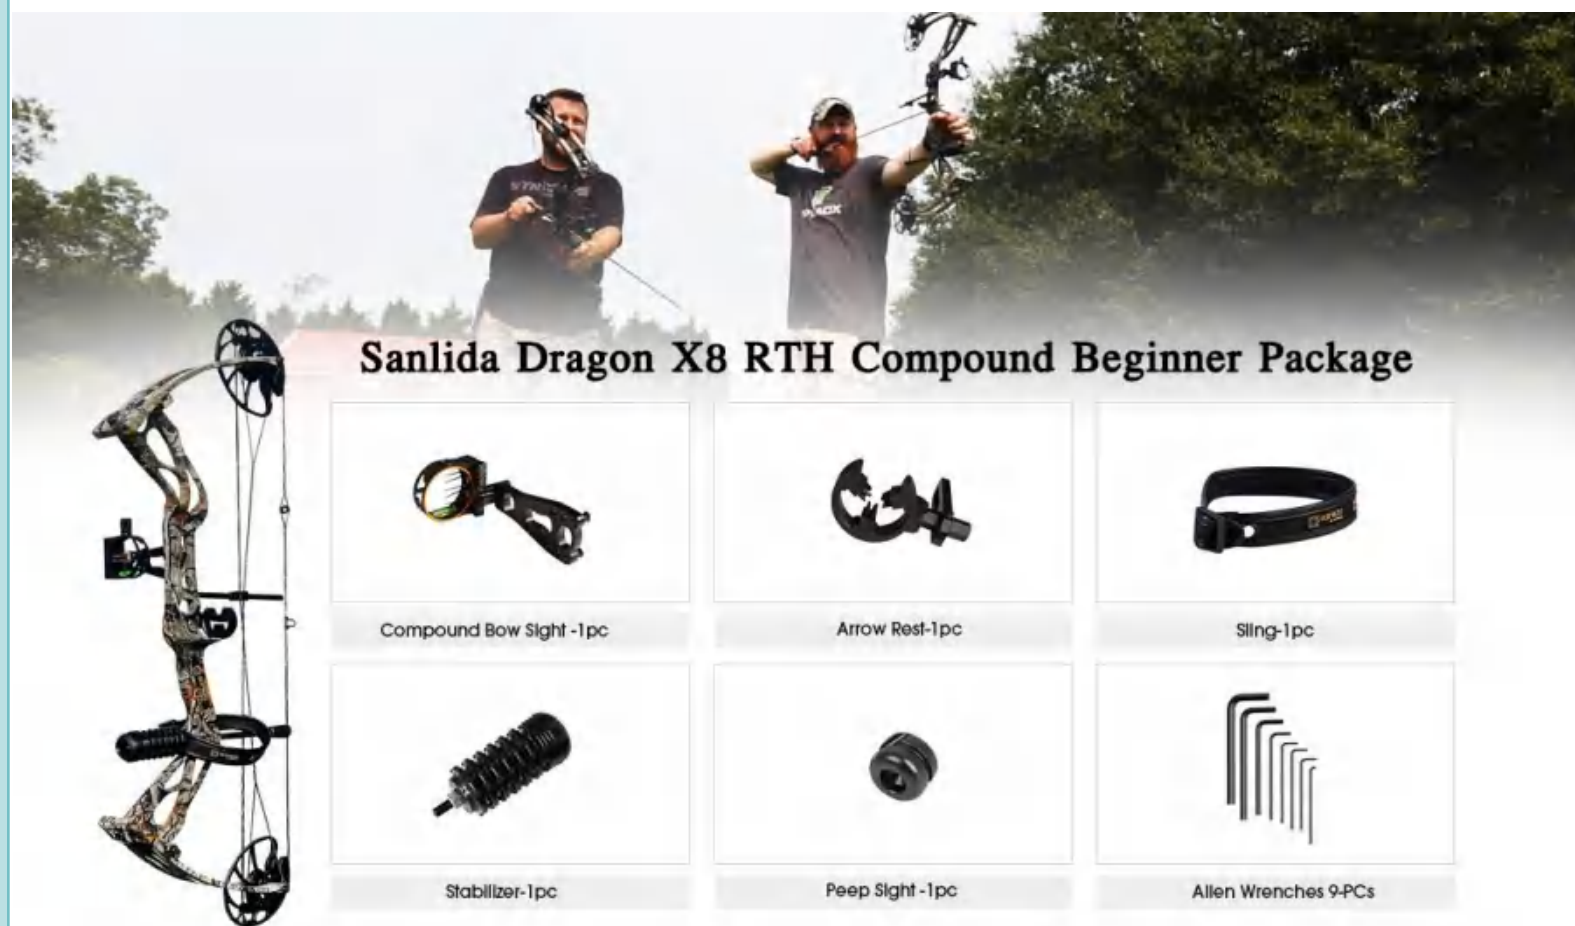 Sanlida Dragon X8 RTH Compound Beginner Package
Compound Bow Sight -1pc
Arrow Rest-1pc
Sling-1pc
Stabilizer-1pc
Peep Sight -1pc
Allen Wrenches 9-PCs